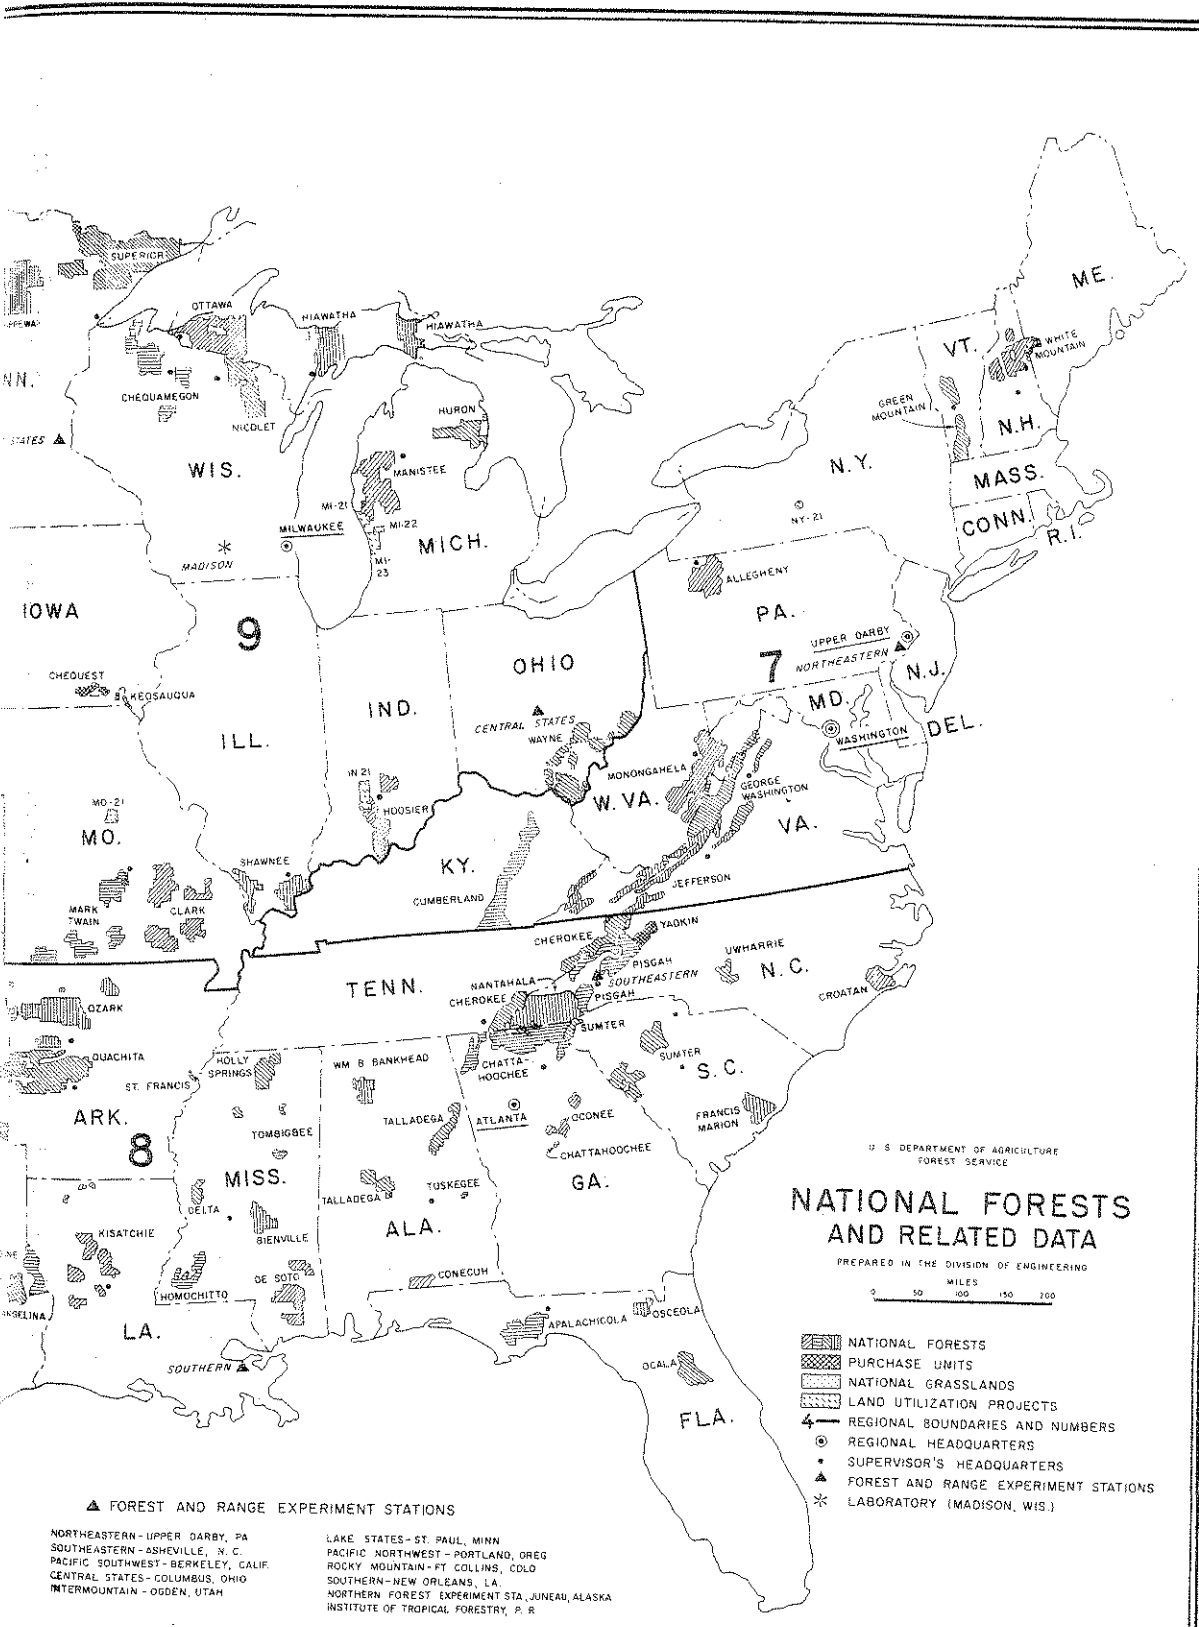 SUPERIOR
OTTAWA
HIAWATHA
HIAWATHA
ME.
VT.
WHITE
MOUNTAIN
CHEQUAMEGON
NICOLET
HURON
GREEN
MOUNTAIN
N.H.
STATES
WIS.
MANISTEE
N.Y.
MASS.
MI-21
MILWAUKEE
MI-22
MICH.
NY-21
CONN.
R.I.
MADISON
MI-
23
ALLEGHENY
IOWA
9
PA.
UPPER DARBY
OHIO
7
NORTHEASTERN
N.J.
CHEQUEST
KEOSAUQUA
IND.
MD.
CENTRAL STATES
WAYNE
WASHINGTON
DEL.
ILL.
IN 21
MONONGAHELA
GEORGE
WASHINGTON
MO-21
HOOSIER
W. VA.
VA.
MO.
SHAWNEE
KY.
JEFFERSON
MARK
TWAIN
CLARK
CUMBERLAND
CHEROKEE
YADKIN
UWHARRIE
PISGAH
N.C.
TENN.
NANTAHALA
SOUTHEASTERN
CHEROKEE
PISGAH
CROATAN
OZARK
SUMTER
OUACHITA
HOLLY
SPRINGS
WM B BANKHEAD
CHATTA-
HOOCHEE
SUMTER
S.C.
ST. FRANCIS
ARK.
TALLADEGA
ATLANTA
OCONEE
FRANCIS
MARION
TOMBIGBEE
8
CHATTAHOOCHEE
MISS.
TALLADEGA
TUSKEGEE
GA.
DELTA
ALA.
KISATCHIE
BIENVILLE
DE SOTO
CONECUH
HOMOCHITTO
ANGELINA
LA.
APALACHICOLA
OSCEOLA
SOUTHERN
OCALA
FLA.
U S DEPARTMENT OF AGRICULTURE
FOREST SERVICE
NATIONAL FORESTS
AND RELATED DATA
PREPARED IN THE DIVISION OF ENGINEERING
MILES
0 50 100 150 200
NATIONAL FORESTS
PURCHASE UNITS
NATIONAL GRASSLANDS
LAND UTILIZATION PROJECTS
4 REGIONAL BOUNDARIES AND NUMBERS
REGIONAL HEADQUARTERS
SUPERVISOR'S HEADQUARTERS
FOREST AND RANGE EXPERIMENT STATIONS
LABORATORY (MADISON, WIS.)
FOREST AND RANGE EXPERIMENT STATIONS
NORTHEASTERN - UPPER DARBY, PA
SOUTHEASTERN - ASHEVILLE, N. C.
PACIFIC SOUTHWEST - BERKELEY, CALIF.
CENTRAL STATES - COLUMBUS, OHIO
INTERMOUNTAIN - OGDEN, UTAH
LAKE STATES - ST. PAUL, MINN
PACIFIC NORTHWEST - PORTLAND, OREG
ROCKY MOUNTAIN - FT COLLINS, COLO
SOUTHERN - NEW ORLEANS, LA.
NORTHERN FOREST EXPERIMENT STA., JUNEAU, ALASKA
INSTITUTE OF TROPICAL FORESTRY, P. R